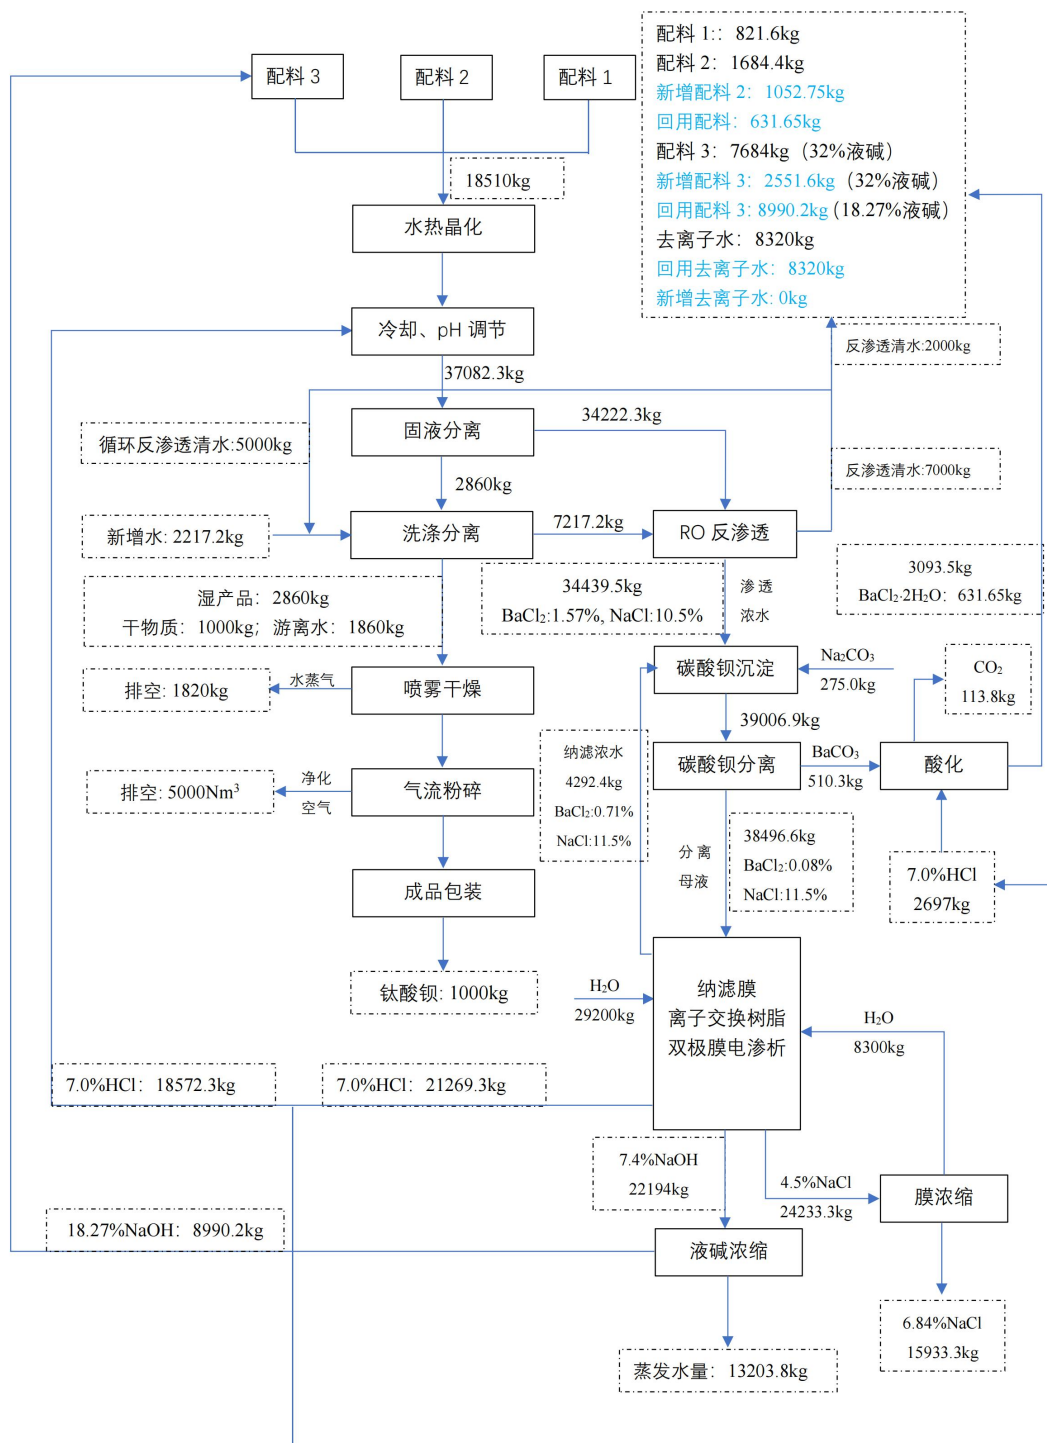 配料 1:: 821.6kg
配料 2: 1684.4kg
新增配料 2: 1052.75kg
回用配料: 631.65kg
配料 3: 7684kg（32%液碱）
新增配料 3: 2551.6kg（32%液碱）
回用配料 3: 8990.2kg（18.27%液碱）
去离子水: 8320kg
回用去离子水: 8320kg
新增去离子水: 0kg
配料 3
配料 2
配料 1
18510kg
水热晶化
冷却、pH 调节
反渗透清水:2000kg
37082.3kg
固液分离
34222.3kg
循环反渗透清水:5000kg
反渗透清水:7000kg
2860kg
新增水: 2217.2kg
洗涤分离
7217.2kg
RO 反渗透
湿产品: 2860kg
干物质: 1000kg；游离水: 1860kg
34439.5kg
BaCl₂:1.57%, NaCl:10.5%
渗 透
浓水
3093.5kg
BaCl₂·2H₂O: 631.65kg
排空: 1820kg
水蒸气
喷雾干燥
碳酸钡沉淀
Na₂CO₃
275.0kg
CO₂
113.8kg
39006.9kg
排空: 5000Nm³
净化
空气
气流粉碎
纳滤浓水
4292.4kg
BaCl₂:0.71%
NaCl:11.5%
碳酸钡分离
BaCO₃
510.3kg
酸化
分 离
母液
38496.6kg
BaCl₂:0.08%
NaCl:11.5%
7.0%HCl
2697kg
成品包装
钛酸钡: 1000kg
H₂O
29200kg
纳滤膜
离子交换树脂
双极膜电渗析
H₂O
8300kg
7.0%HCl: 18572.3kg
7.0%HCl: 21269.3kg
7.4%NaOH
22194kg
4.5%NaCl
24233.3kg
膜浓缩
18.27%NaOH: 8990.2kg
液碱浓缩
6.84%NaCl
15933.3kg
蒸发水量: 13203.8kg